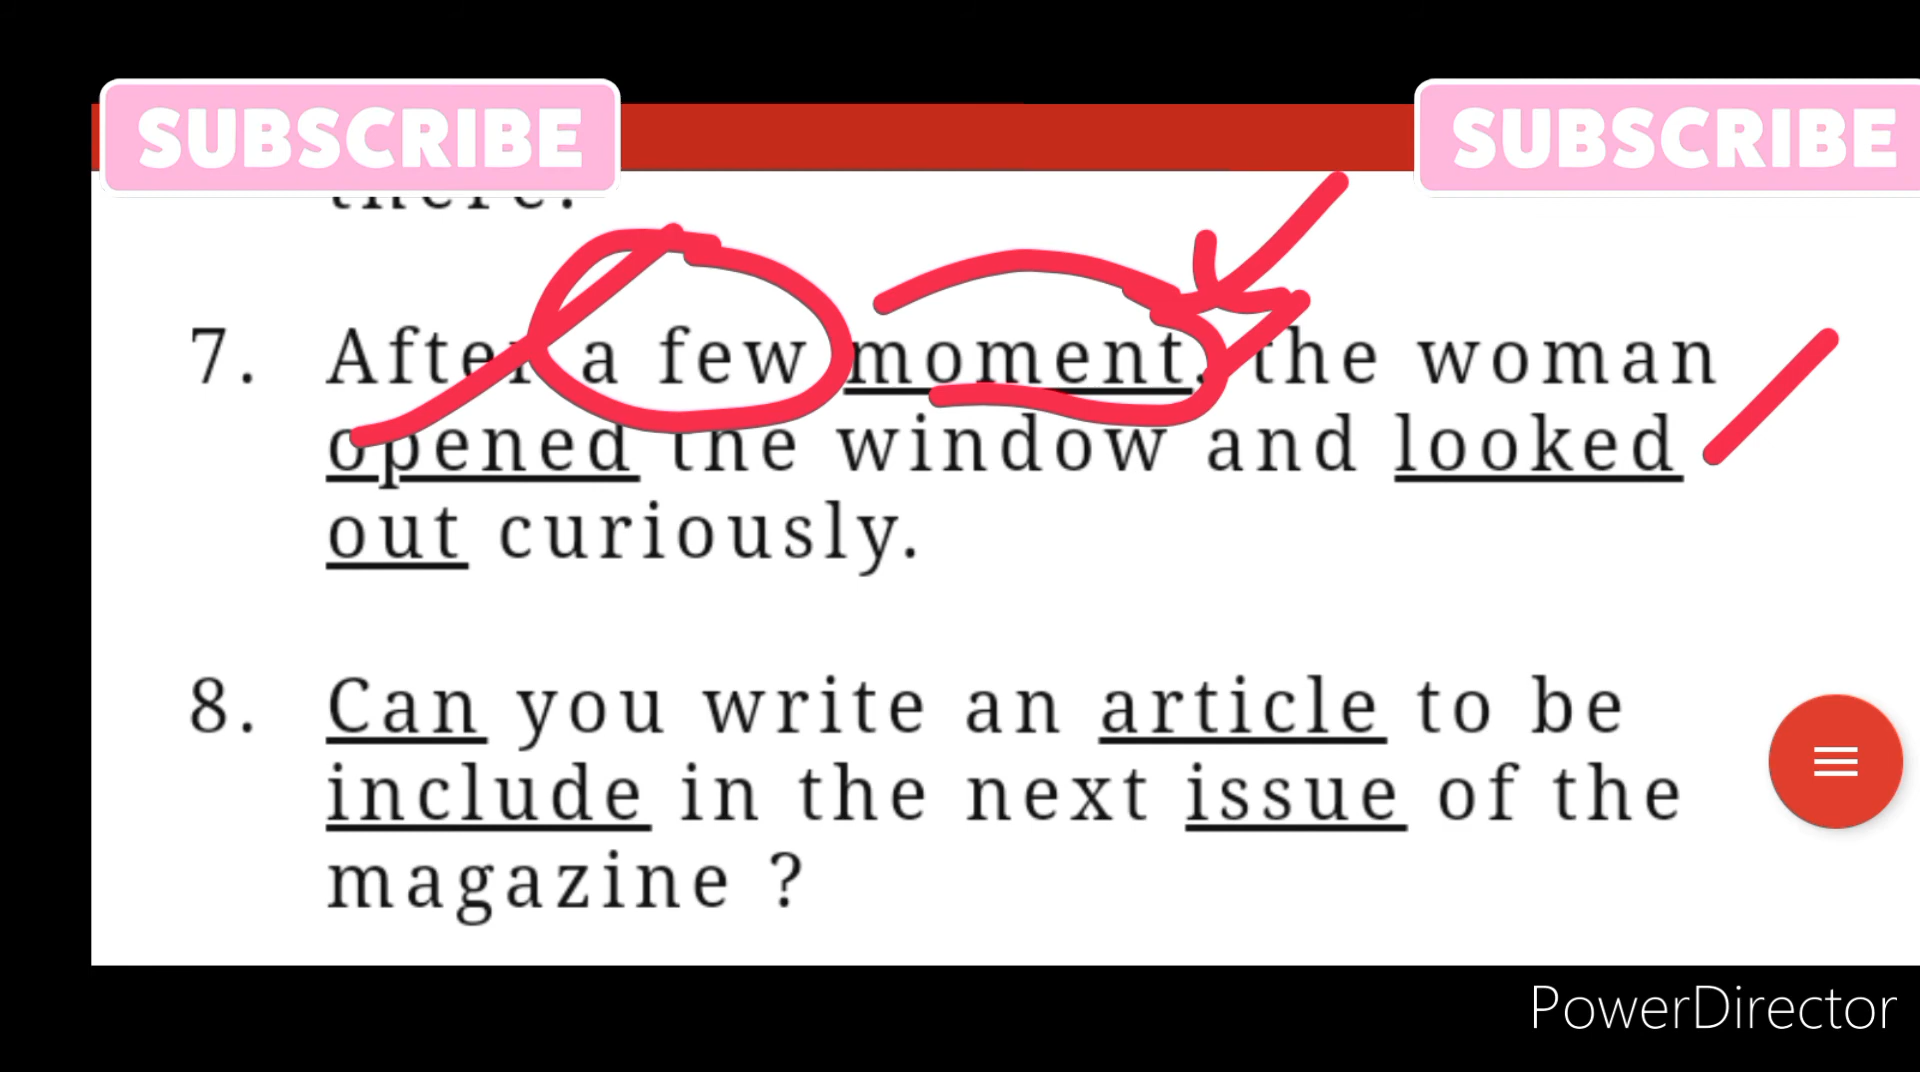 SUBSCRIBE SUBSCRIBE
there.
7. After a few moment, the woman
opened the window and looked
out curiously.
8. Can you write an article to be
include in the next issue of the
magazine ?
PowerDirector